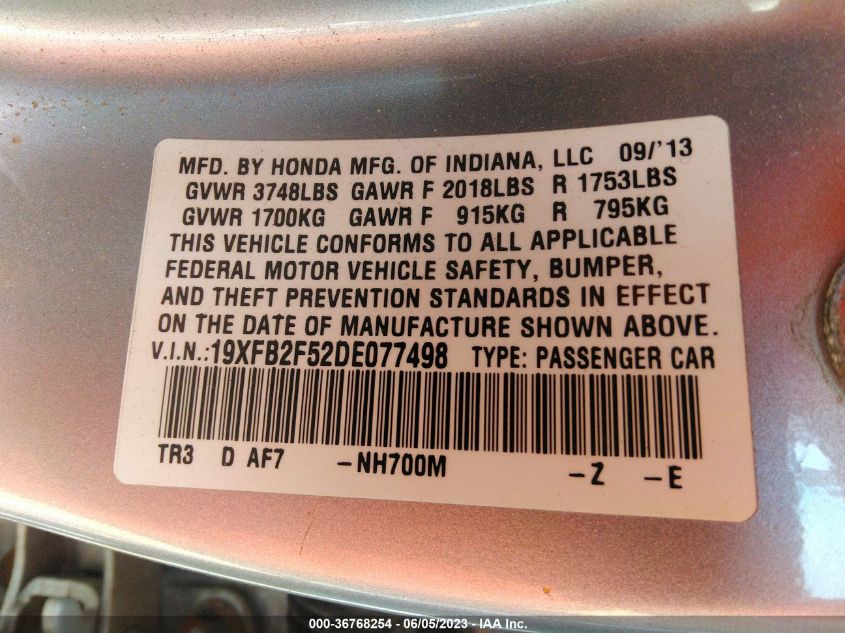 MFD. BY HONDA MFG. OF INDIANA, LLC 09/'13
GVWR 3748LBS GAWR F 2018LBS R 1753LBS
GVWR 1700KG GAWR F 915KG R 795KG
THIS VEHICLE CONFORMS TO ALL APPLICABLE
FEDERAL MOTOR VEHICLE SAFETY, BUMPER,
AND THEFT PREVENTION STANDARDS IN EFFECT
ON THE DATE OF MANUFACTURE SHOWN ABOVE.
V.I.N.:19XFB2F52DE077498 TYPE: PASSENGER CAR
TR3 D AF7 -NH700M -Z -E
000-36768254 - 06/05/2023 - IAA Inc.